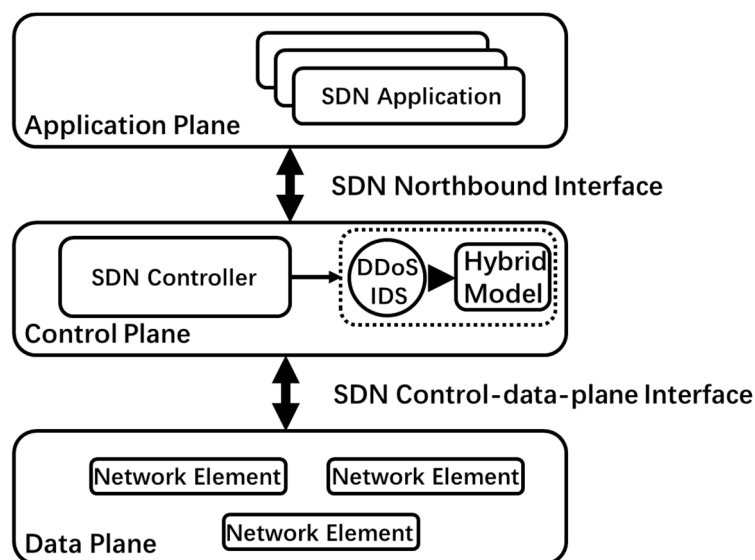 SDN Application
Application Plane
SDN Northbound Interface
SDN Controller
DDoS
IDS
Hybrid
Model
Control Plane
SDN Control-data-plane Interface
Network Element
Network Element
Network Element
Data Plane